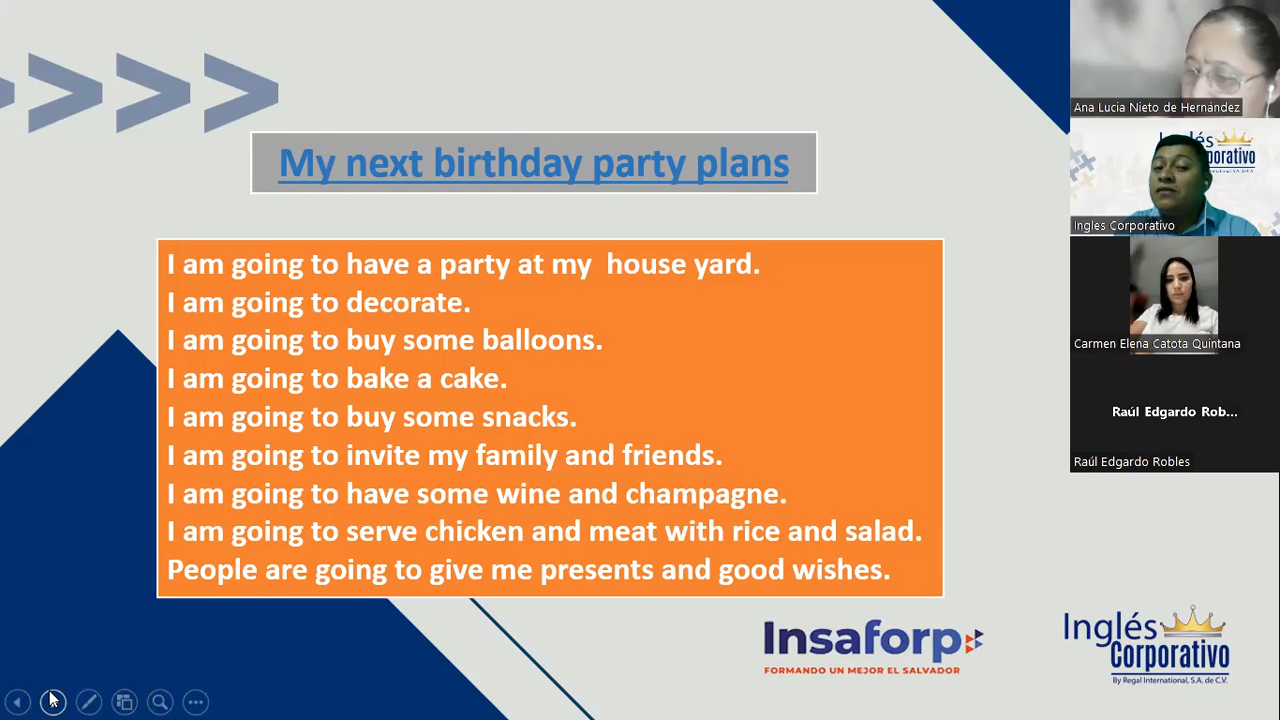 My next birthday party plans
I am going to have a party at my house yard.
I am going to decorate.
I am going to buy some balloons.
I am going to bake a cake.
I am going to buy some snacks.
I am going to invite my family and friends.
I am going to have some wine and champagne.
I am going to serve chicken and meat with rice and salad.
People are going to give me presents and good wishes.
Insaforp
FORMANDO UN MEJOR EL SALVADOR
Inglés
Corporativo
By Regal International, S.A. de C.V.
Ana Lucia Nieto de Hernández
Ingles Corporativo
Carmen Elena Catota Quintana
Raúl Edgardo Rob...
Raúl Edgardo Robles